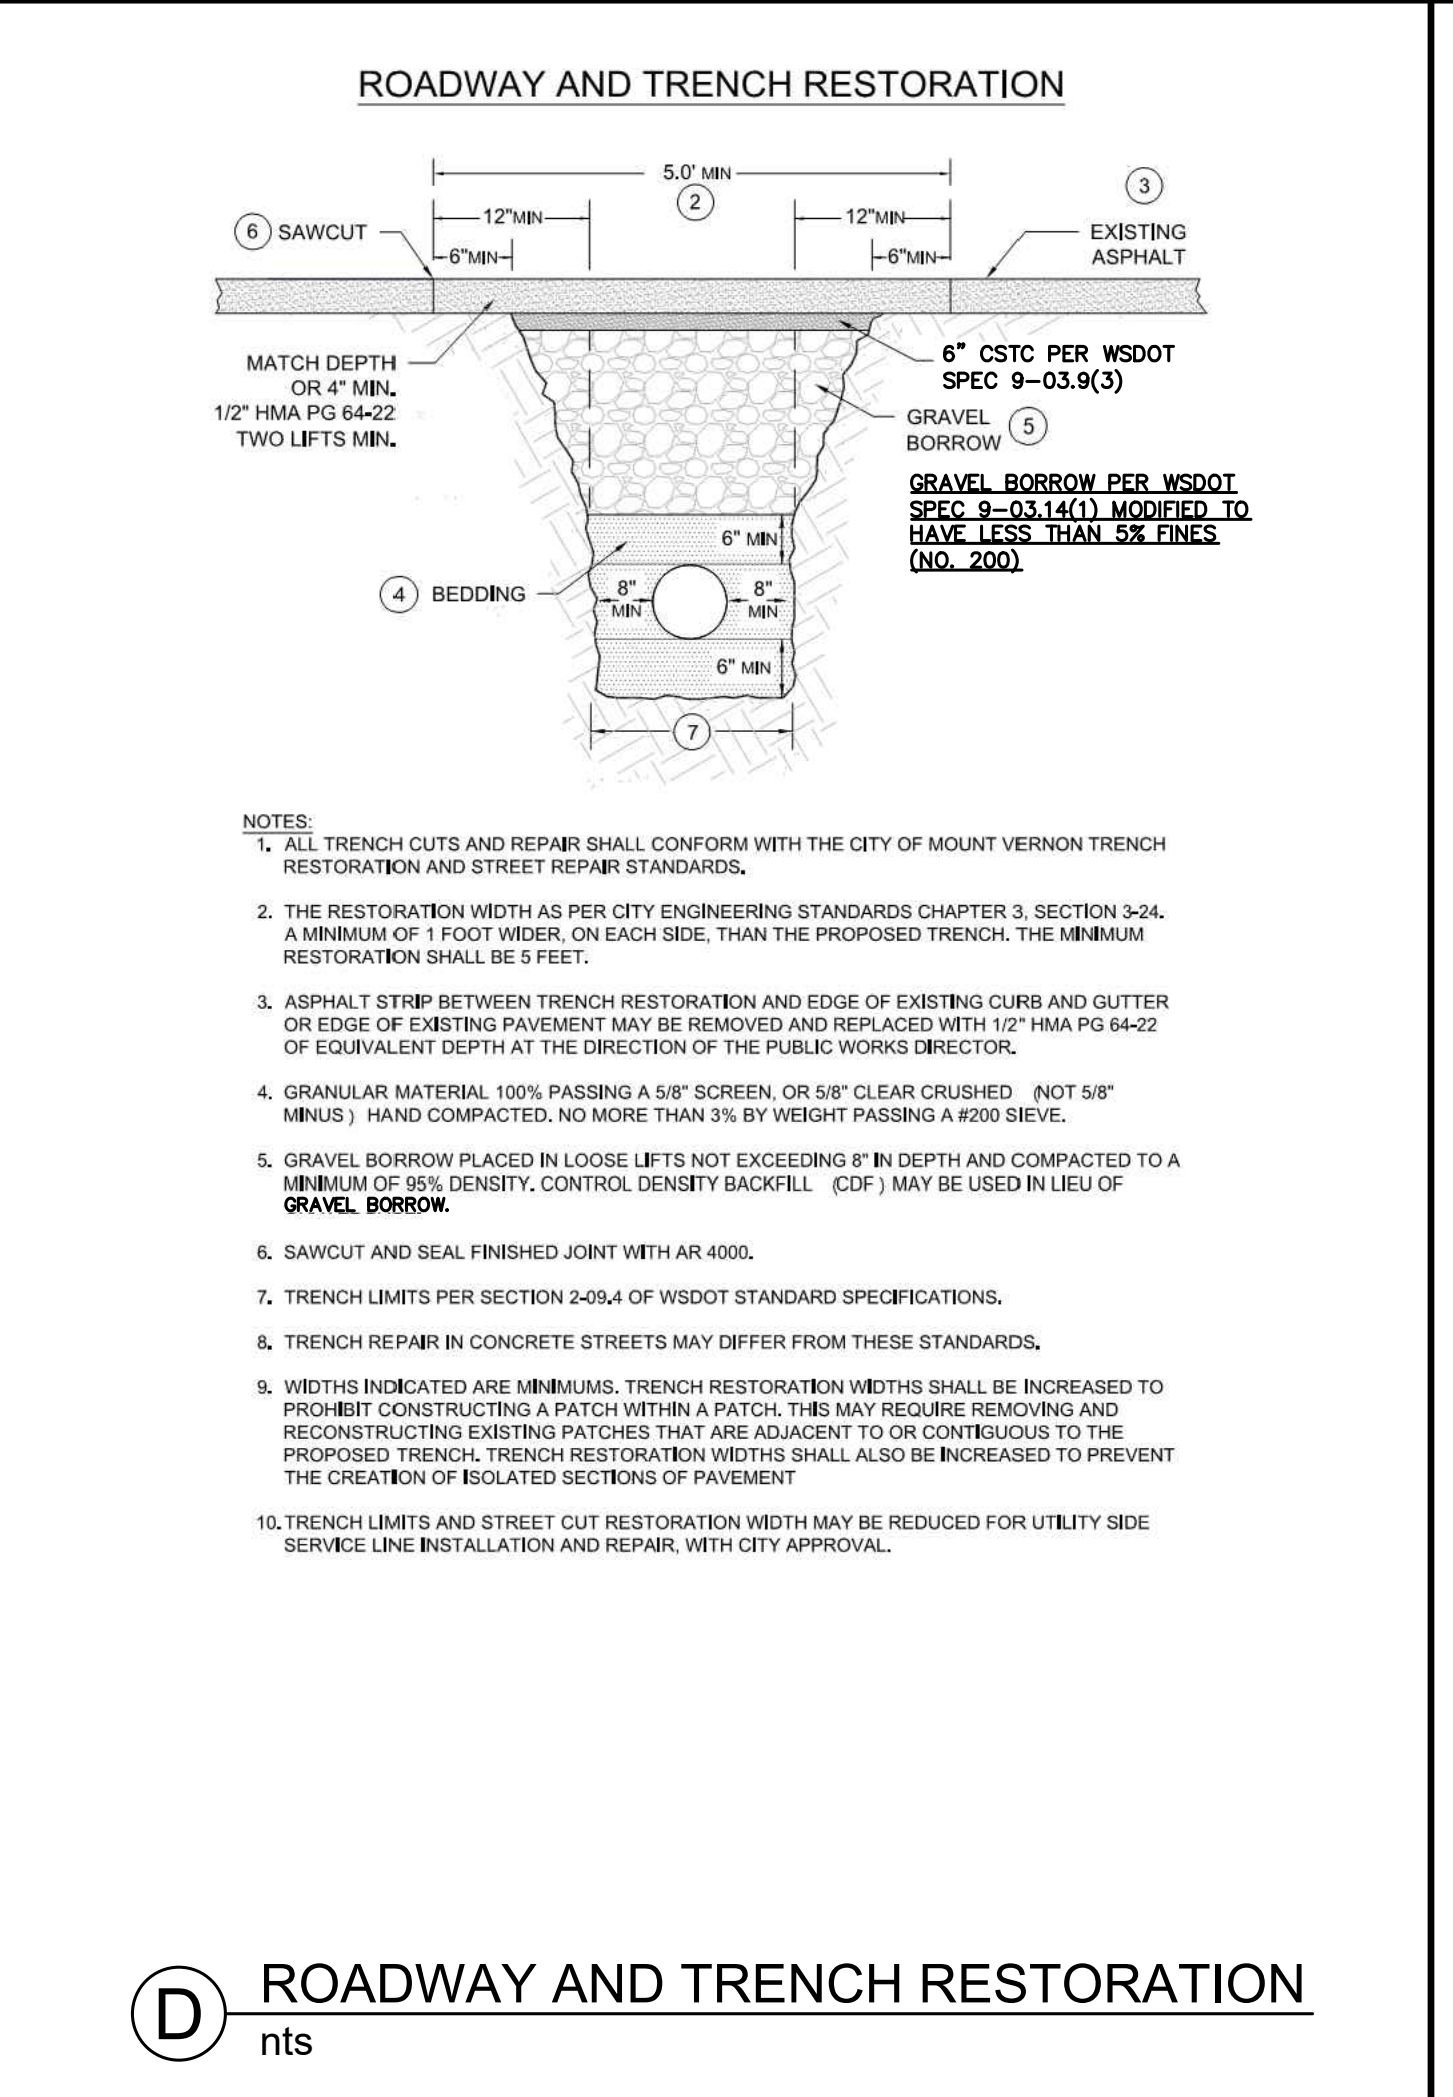 ROADWAY AND TRENCH RESTORATION
5.0' MIN
2
3
12"MIN
12"MIN
6 SAWCUT
EXISTING
ASPHALT
6"MIN
6"MIN
MATCH DEPTH
OR 4" MIN.
1/2" HMA PG 64-22
TWO LIFTS MIN.
6" CSTC PER WSDOT
SPEC 9-03.9(3)
GRAVEL
BORROW 5
GRAVEL BORROW PER WSDOT
SPEC 9-03.14(1) MODIFIED TO
HAVE LESS THAN 5% FINES
(NO. 200)
6" MIN
4 BEDDING
8"
MIN
8"
MIN
6" MIN
7
NOTES:
1. ALL TRENCH CUTS AND REPAIR SHALL CONFORM WITH THE CITY OF MOUNT VERNON TRENCH
RESTORATION AND STREET REPAIR STANDARDS.
2. THE RESTORATION WIDTH AS PER CITY ENGINEERING STANDARDS CHAPTER 3, SECTION 3-24.
A MINIMUM OF 1 FOOT WIDER, ON EACH SIDE, THAN THE PROPOSED TRENCH. THE MINIMUM
RESTORATION SHALL BE 5 FEET.
3. ASPHALT STRIP BETWEEN TRENCH RESTORATION AND EDGE OF EXISTING CURB AND GUTTER
OR EDGE OF EXISTING PAVEMENT MAY BE REMOVED AND REPLACED WITH 1/2" HMA PG 64-22
OF EQUIVALENT DEPTH AT THE DIRECTION OF THE PUBLIC WORKS DIRECTOR.
4. GRANULAR MATERIAL 100% PASSING A 5/8" SCREEN, OR 5/8" CLEAR CRUSHED (NOT 5/8"
MINUS ) HAND COMPACTED. NO MORE THAN 3% BY WEIGHT PASSING A #200 SIEVE.
5. GRAVEL BORROW PLACED IN LOOSE LIFTS NOT EXCEEDING 8" IN DEPTH AND COMPACTED TO A
MINIMUM OF 95% DENSITY. CONTROL DENSITY BACKFILL (CDF ) MAY BE USED IN LIEU OF
GRAVEL BORROW.
6. SAWCUT AND SEAL FINISHED JOINT WITH AR 4000.
7. TRENCH LIMITS PER SECTION 2-09.4 OF WSDOT STANDARD SPECIFICATIONS.
8. TRENCH REPAIR IN CONCRETE STREETS MAY DIFFER FROM THESE STANDARDS.
9. WIDTHS INDICATED ARE MINIMUMS. TRENCH RESTORATION WIDTHS SHALL BE INCREASED TO
PROHIBIT CONSTRUCTING A PATCH WITHIN A PATCH. THIS MAY REQUIRE REMOVING AND
RECONSTRUCTING EXISTING PATCHES THAT ARE ADJACENT TO OR CONTIGUOUS TO THE
PROPOSED TRENCH. TRENCH RESTORATION WIDTHS SHALL ALSO BE INCREASED TO PREVENT
THE CREATION OF ISOLATED SECTIONS OF PAVEMENT
10. TRENCH LIMITS AND STREET CUT RESTORATION WIDTH MAY BE REDUCED FOR UTILITY SIDE
SERVICE LINE INSTALLATION AND REPAIR, WITH CITY APPROVAL.
D ROADWAY AND TRENCH RESTORATION
nts